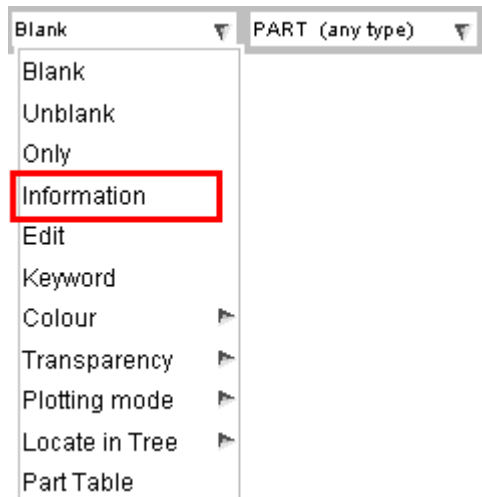 Blank PART (any type)
Blank
Unblank
Only
Information
Edit
Keyword
Colour
Transparency
Plotting mode
Locate in Tree
Part Table